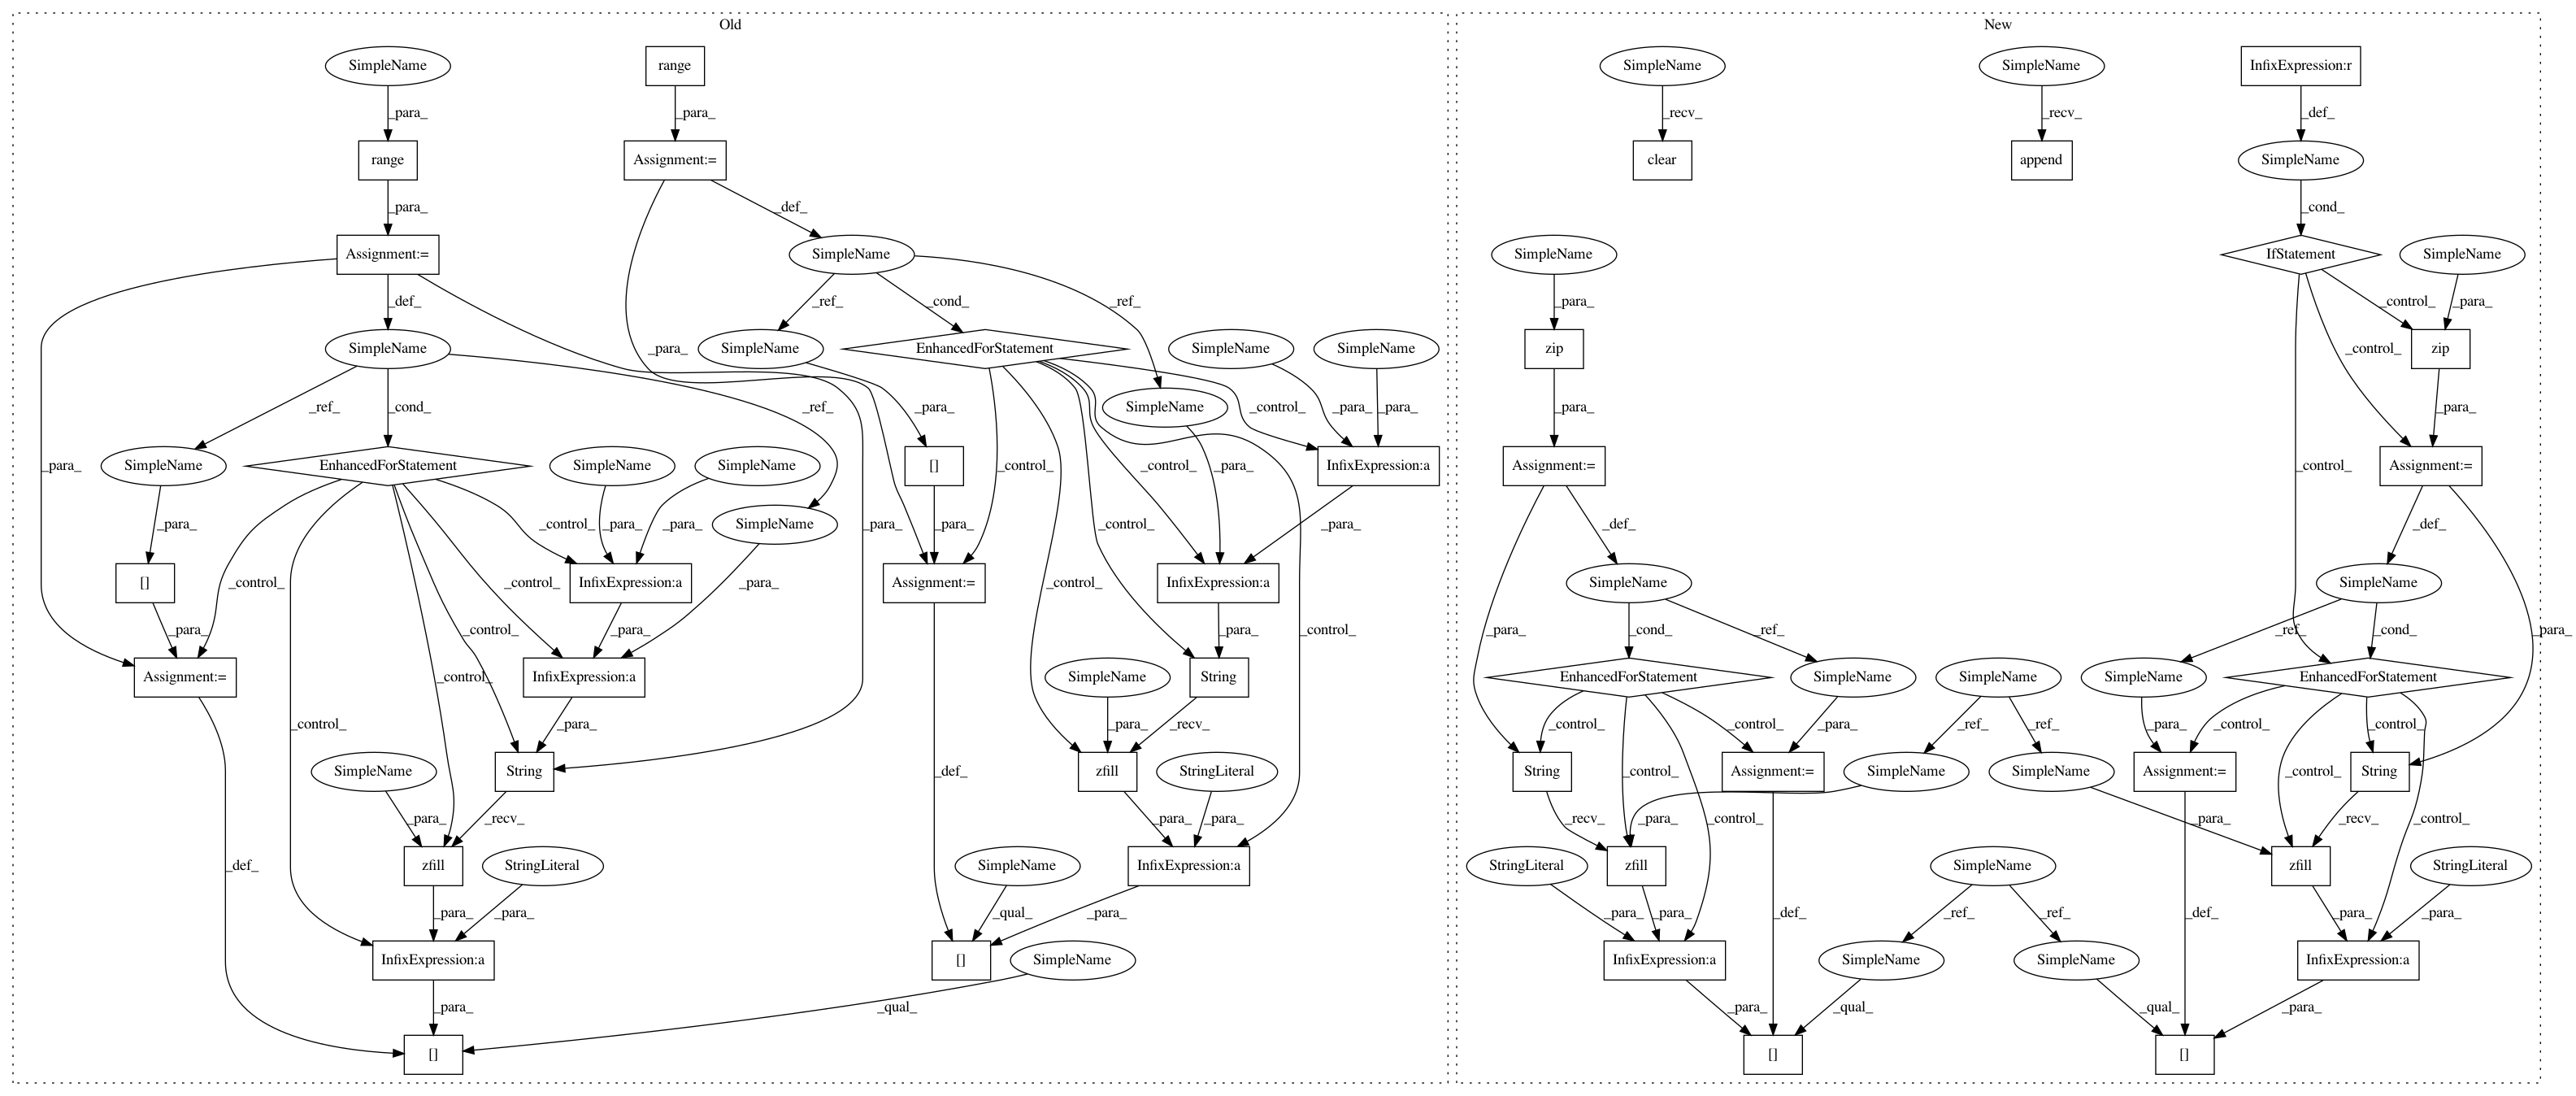 Old
New
SimpleName
range
SimpleName
SimpleName
InfixExpression:r
_para_
_para_
_recv_
_recv_
_def_
range
Assignment:=
clear
append
SimpleName
_para_
_def_
_cond_
Assignment:=
SimpleName
SimpleName
IfStatement
SimpleName
_def_
_ref_
_cond_
_ref_
_para_
_control_
_para_
SimpleName
_para_
SimpleName
EnhancedForStatement
SimpleName
SimpleName
zip
_control_
zip
_ref_
_cond_
_ref_
_para_
SimpleName
_control_
_para_
_para_
_para_
_para_
_para_
SimpleName
EnhancedForStatement
SimpleName
SimpleName
[]
_control_
_control_
_para_
InfixExpression:a
Assignment:=
_control_
Assignment:=
_para_
_control_
_para_
_para_
SimpleName
_para_
_para_
_control_
_para_
_def_
_def_
[]
_control_
_control_
InfixExpression:a
_para_
Assignment:=
_control_
InfixExpression:a
SimpleName
SimpleName
_para_
_control_
_para_
_para_
_control_
_para_
_cond_
_ref_
_ref_
_cond_
_para_
Assignment:=
_control_
InfixExpression:a
SimpleName
String
EnhancedForStatement
SimpleName
SimpleName
SimpleName
EnhancedForStatement
_control_
_para_
_para_
_recv_
_control_
_control_
_para_
_ref_
_ref_
_para_
_control_
_control_
SimpleName
String
_def_
zfill
StringLiteral
String
_control_
Assignment:=
SimpleName
SimpleName
Assignment:=
_control_
String
_para_
_recv_
_para_
_para_
_recv_
_para_
_control_
_para_
_recv_
_control_
_def_
zfill
StringLiteral
SimpleName
InfixExpression:a
StringLiteral
zfill
SimpleName
zfill
StringLiteral
_para_
_para_
_qual_
_para_
_para_
_para_
_def_
_ref_
_ref_
_def_
_para_
_para_
InfixExpression:a
[]
SimpleName
InfixExpression:a
SimpleName
SimpleName
InfixExpression:a
_para_
_qual_
_para_
_qual_
_qual_
_para_
[]
[]
[]